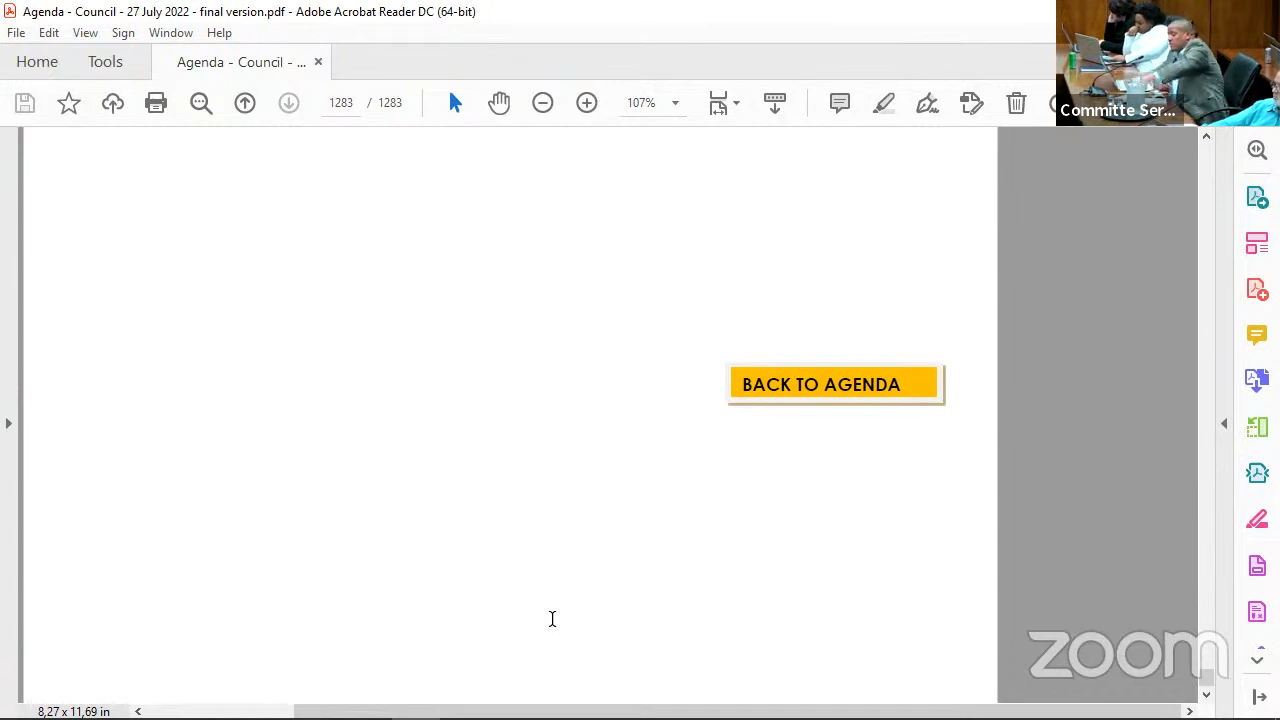 Agenda - Council - 27 July 2022 - final version.pdf - Adobe Acrobat Reader DC (64-bit)
File Edit View Sign Window Help
Home Tools Agenda - Council - ... ×
1283 / 1283 107%
Committe Ser...
BACK TO AGENDA
zoom
8,27 x 11,69 in